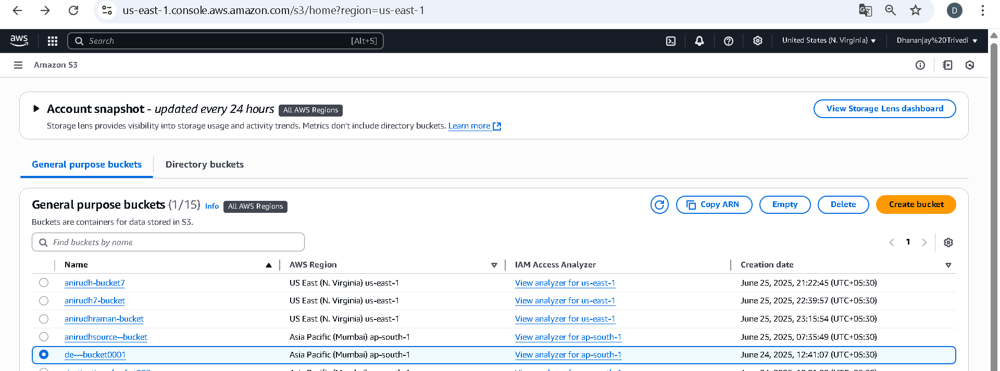 us-east-1.console.aws.amazon.com/s3/home?region=us-east-1
D
aws
Search
[Alt+S]
United States (N. Virginia)
Dhananjay%20Trivedi
Amazon S3
Account snapshot - updated every 24 hours All AWS Regions
View Storage Lens dashboard
Storage lens provides visibility into storage usage and activity trends. Metrics don't include directory buckets. Learn more
General purpose buckets
Directory buckets
General purpose buckets (1/15) Info All AWS Regions
Copy ARN
Empty
Delete
Create bucket
Buckets are containers for data stored in S3.
Find buckets by name
1
Name AWS Region IAM Access Analyzer Creation date
anirudh-bucket7 US East (N. Virginia) us-east-1 View analyzer for us-east-1 June 25, 2025, 21:22:45 (UTC+05:30)
anirudh7-bucket US East (N. Virginia) us-east-1 View analyzer for us-east-1 June 25, 2025, 22:39:57 (UTC+05:30)
anirudhraman-bucket US East (N. Virginia) us-east-1 View analyzer for us-east-1 June 25, 2025, 23:15:54 (UTC+05:30)
anirudhsource--bucket Asia Pacific (Mumbai) ap-south-1 View analyzer for ap-south-1 June 25, 2025, 07:35:49 (UTC+05:30)
de---bucket0001 Asia Pacific (Mumbai) ap-south-1 View analyzer for ap-south-1 June 24, 2025, 12:41:07 (UTC+05:30)